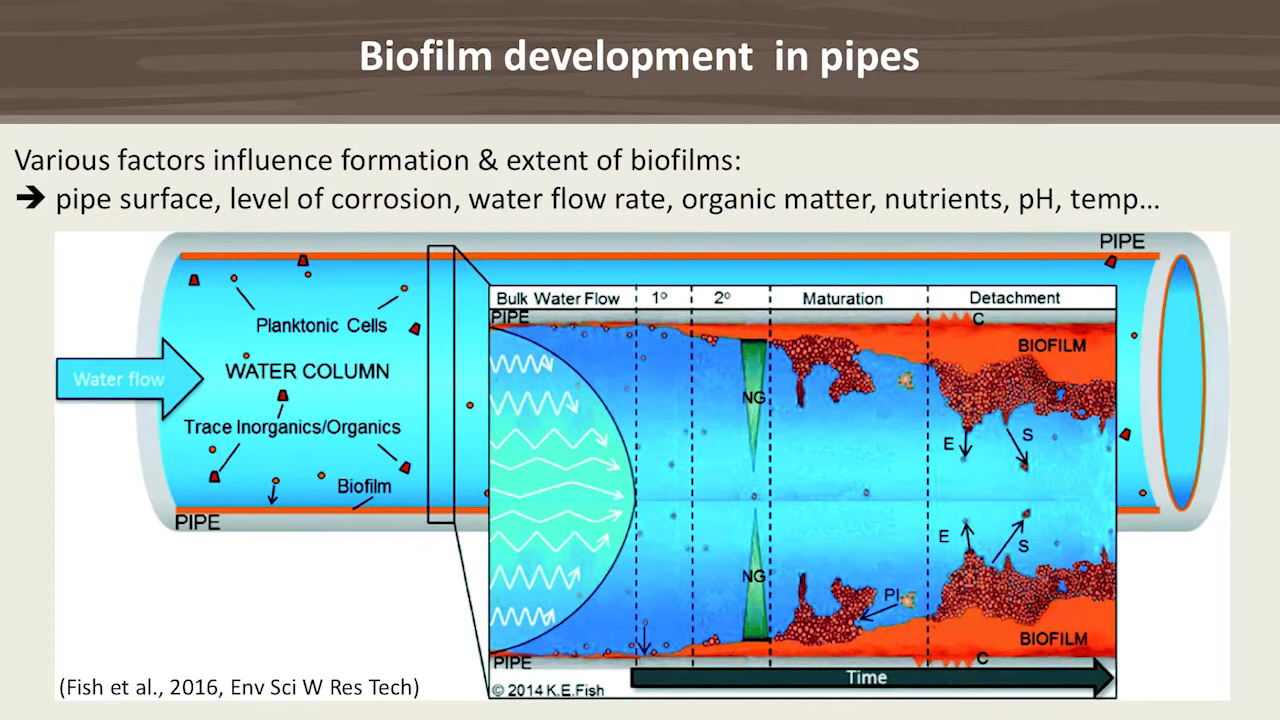 Biofilm development in pipes
Various factors influence formation & extent of biofilms:
➔ pipe surface, level of corrosion, water flow rate, organic matter, nutrients, pH, temp...
PIPE
Bulk Water Flow 1° 2° Maturation Detachment
PIPE
C
Planktonic Cells
BIOFILM
WATER COLUMN
Water flow
NG
Trace Inorganics/Organics
E
S
Biofilm
PIPE
E
S
NG
PI
BIOFILM
PIPE
C
Time
(Fish et al., 2016, Env Sci W Res Tech)
© 2014 K.E.Fish